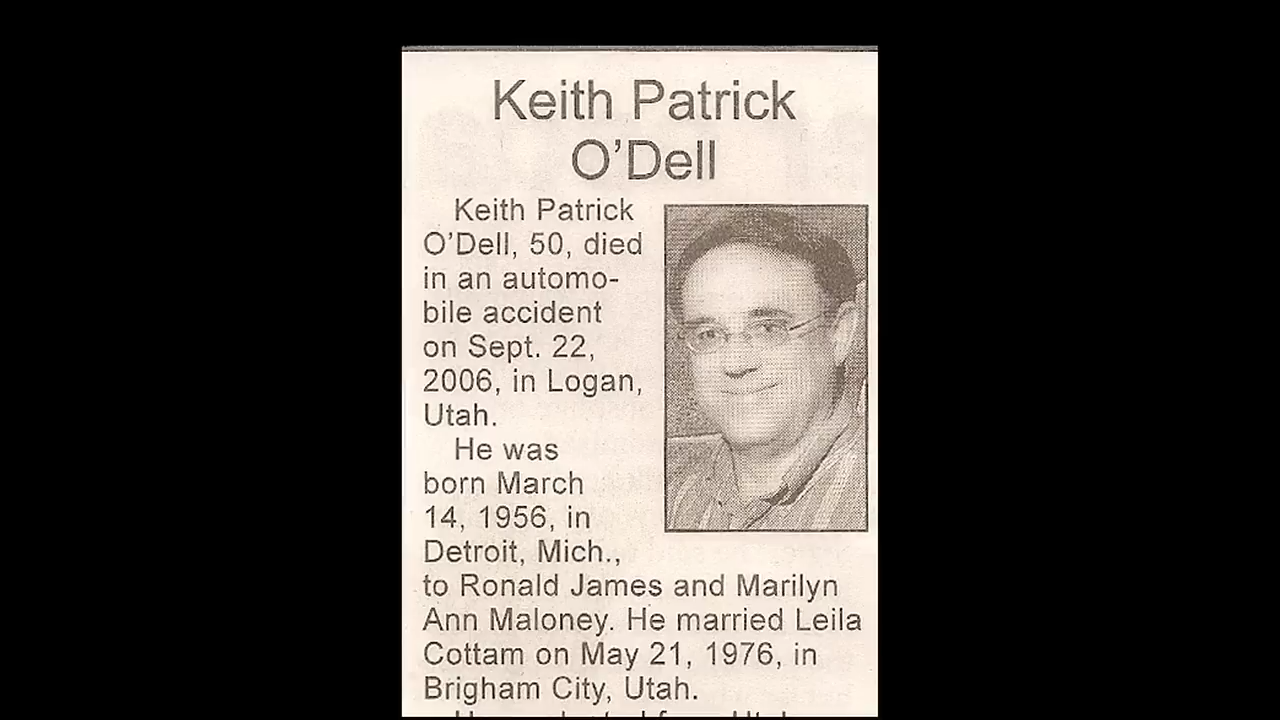 Keith Patrick
O'Dell
Keith Patrick
O'Dell, 50, died
in an automo-
bile accident
on Sept. 22,
2006, in Logan,
Utah.
He was
born March
14, 1956, in
Detroit, Mich.,
to Ronald James and Marilyn
Ann Maloney. He married Leila
Cottam on May 21, 1976, in
Brigham City, Utah.